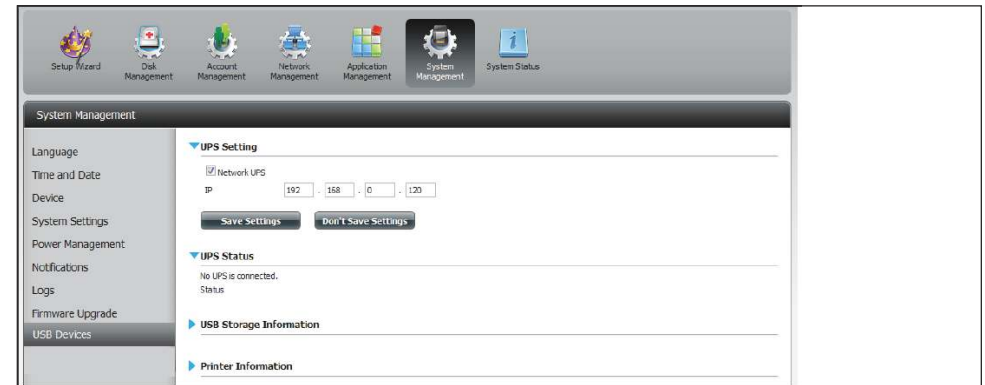 Setup Wizard
Disk
Management
Account
Management
Network
Management
Application
Management
System
Management
System Status
System Management
Language
Time and Date
Device
System Settings
Power Management
Notifications
Logs
Firmware Upgrade
USB Devices
UPS Setting
Network UPS
IP 192 . 168 . 0 . 120
Save Settings Don't Save Settings
UPS Status
No UPS is connected.
Status
USB Storage Information
Printer Information